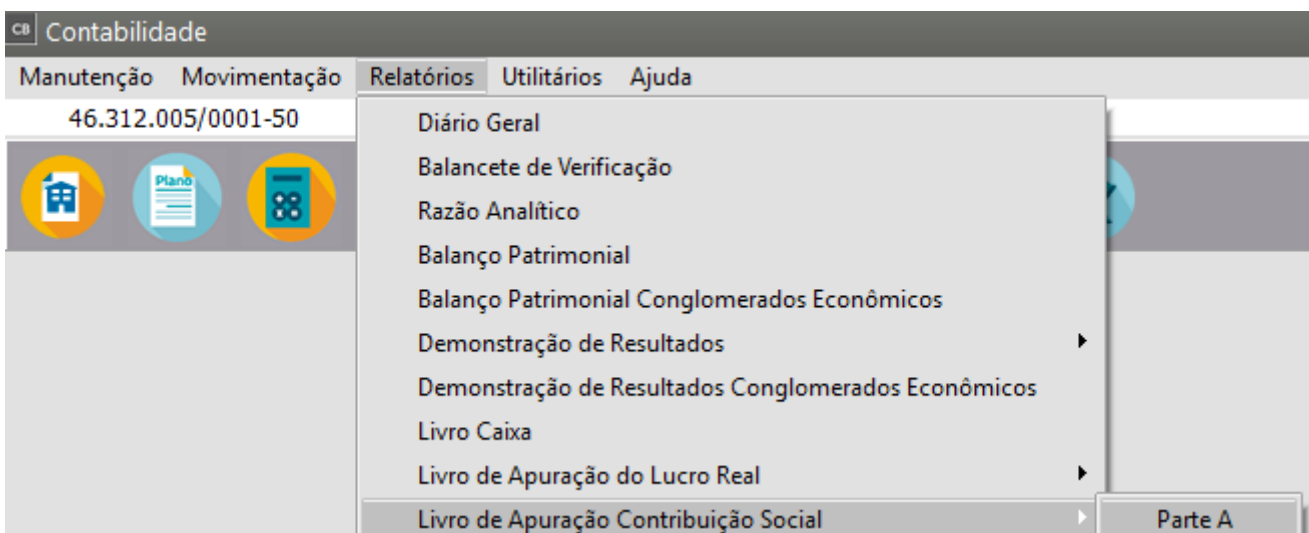 CB Contabilidade
Manutenção Movimentação Relatórios Utilitários Ajuda
46.312.005/0001-50
Plano
Diário Geral
Balancete de Verificação
Razão Analítico
Balanço Patrimonial
Balanço Patrimonial Conglomerados Econômicos
Demonstração de Resultados
Demonstração de Resultados Conglomerados Econômicos
Livro Caixa
Livro de Apuração do Lucro Real
Livro de Apuração Contribuição Social
Parte A